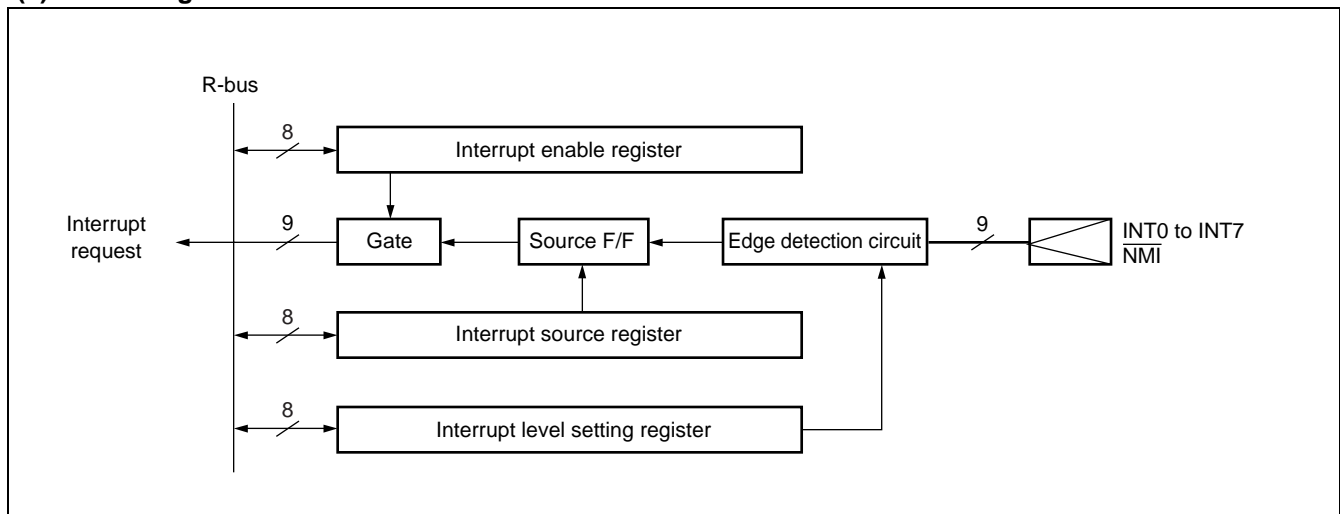 R-bus
8
Interrupt enable register
Interrupt
request
9
Gate
Source F/F
Edge detection circuit
9
INT0 to INT7
NMI
8
Interrupt source register
8
Interrupt level setting register